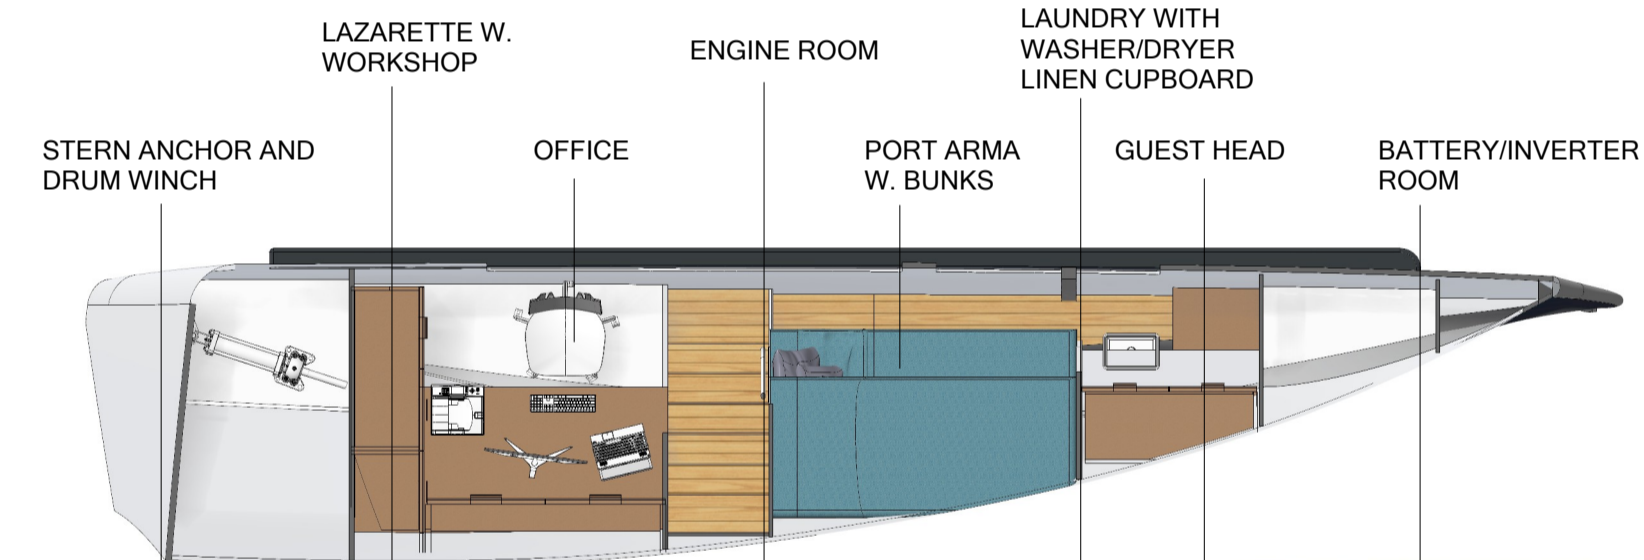 LAZARETTE W.
WORKSHOP
ENGINE ROOM
LAUNDRY WITH
WASHER/DRYER
LINEN CUPBOARD
STERN ANCHOR AND
DRUM WINCH
OFFICE
PORT ARMA
W. BUNKS
GUEST HEAD
BATTERY/INVERTER
ROOM